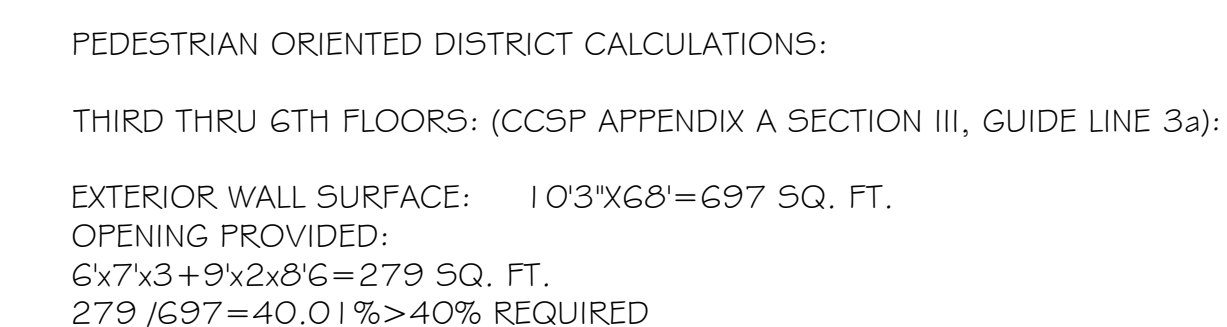 PEDESTRIAN ORIENTED DISTRICT CALCULATIONS:
THIRD THRU 6TH FLOORS: (CCSP APPENDIX A SECTION III, GUIDE LINE 3a):
EXTERIOR WALL SURFACE: 10'3"X68'=697 SQ. FT.
OPENING PROVIDED:
6'x7'x3+9'x2x8'6=279 SQ. FT.
279 /697=40.01%>40% REQUIRED